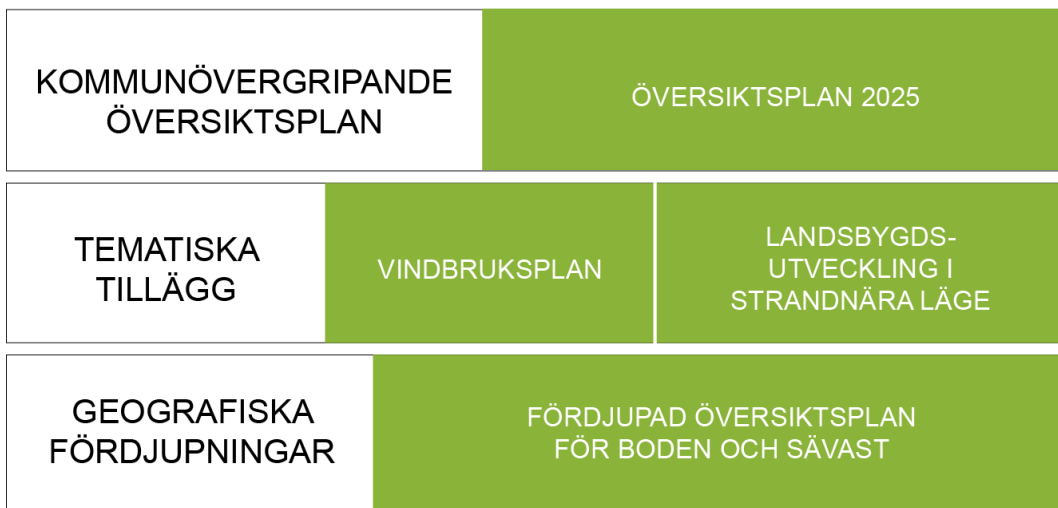 KOMMUNÖVERGRIPANDE
ÖVERSIKTSPLAN
ÖVERSIKTSPLAN 2025
TEMATISKA
TILLÄGG
VINDBRUKSPLAN
LANDSBYGDS-
UTVECKLING I
STRANDNÄRA LÄGE
GEOGRAFISKA
FÖRDJUPNINGAR
FÖRDJUPAD ÖVERSIKTSPLAN
FÖR BODEN OCH SÄVAST